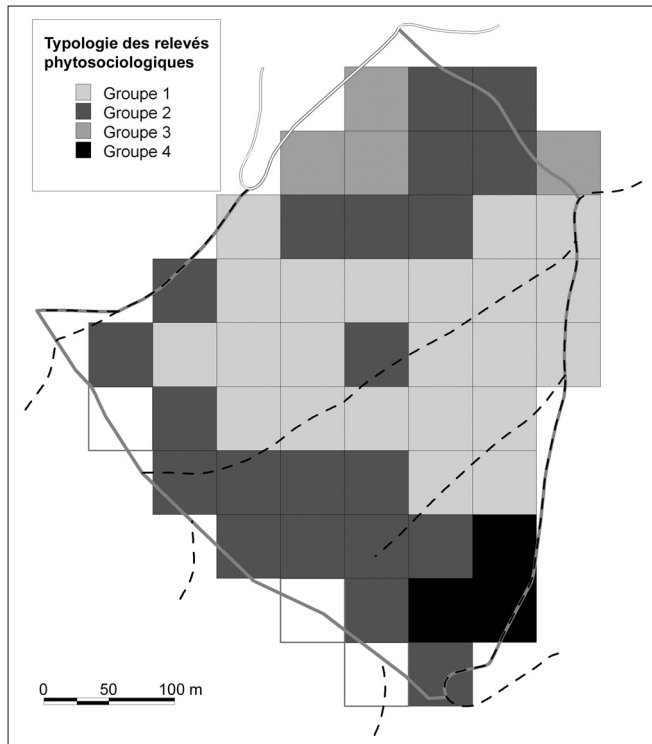 Typologie des relevés
phytosociologiques
Groupe 1
Groupe 2
Groupe 3
Groupe 4
0 50 100 m